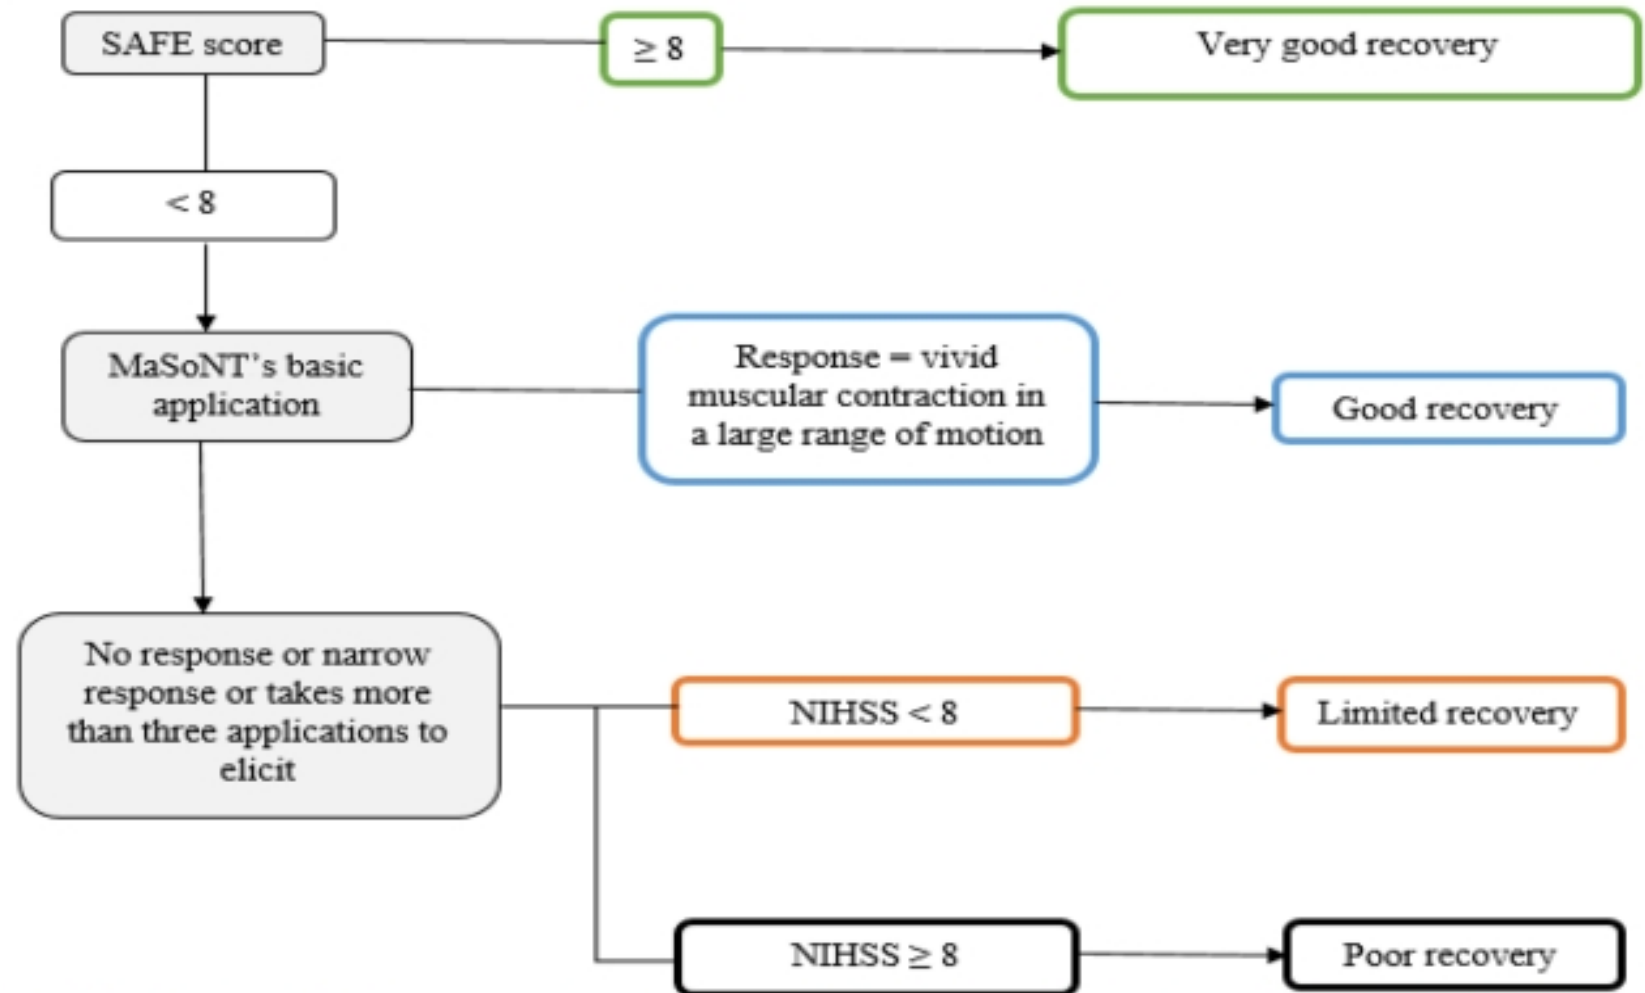 SAFE score
≥ 8
Very good recovery
< 8
MaSoNT's basic
application
Response = vivid
muscular contraction in
a large range of motion
Good recovery
No response or narrow
response or takes more
than three applications to
elicit
NIHSS < 8
Limited recovery
NIHSS ≥ 8
Poor recovery